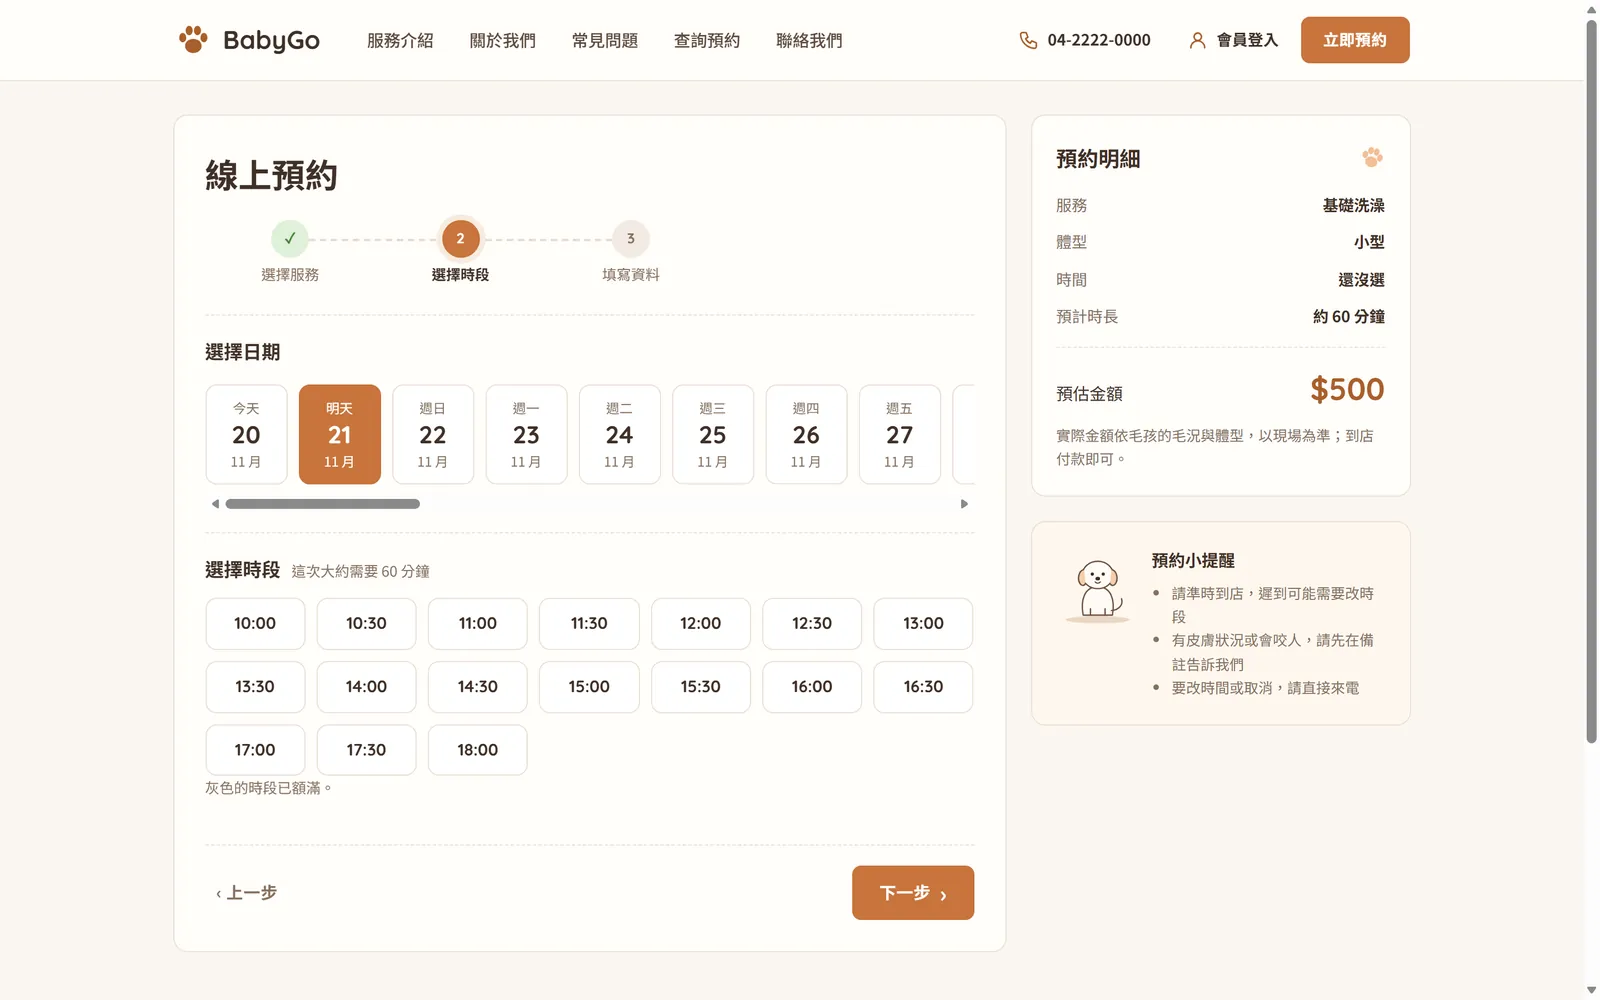 BabyGo
服務介紹
關於我們
常見問題
查詢預約
聯絡我們
04-2222-0000
會員登入
立即預約
線上預約
✓
2
3
選擇服務
選擇時段
填寫資料
選擇日期
今天
20
11 月
明天
21
11 月
週日
22
11 月
週一
23
11 月
週二
24
11 月
週三
25
11 月
週四
26
11 月
週五
27
11 月
選擇時段 這次大約需要 60 分鐘
10:00
10:30
11:00
11:30
12:00
12:30
13:00
13:30
14:00
14:30
15:00
15:30
16:00
16:30
17:00
17:30
18:00
灰色的時段已額滿。
‹ 上一步
下一步 ›
預約明細
服務 基礎洗澡
體型 小型
時間 還沒選
預計時長 約 60 分鐘
預估金額 $500
實際金額依毛孩的毛況與體型，以現場為準；到店
付款即可。
預約小提醒
• 請準時到店，遲到可能需要改時
段
• 有皮膚狀況或會咬人，請先在備
註告訴我們
• 要改時間或取消，請直接來電